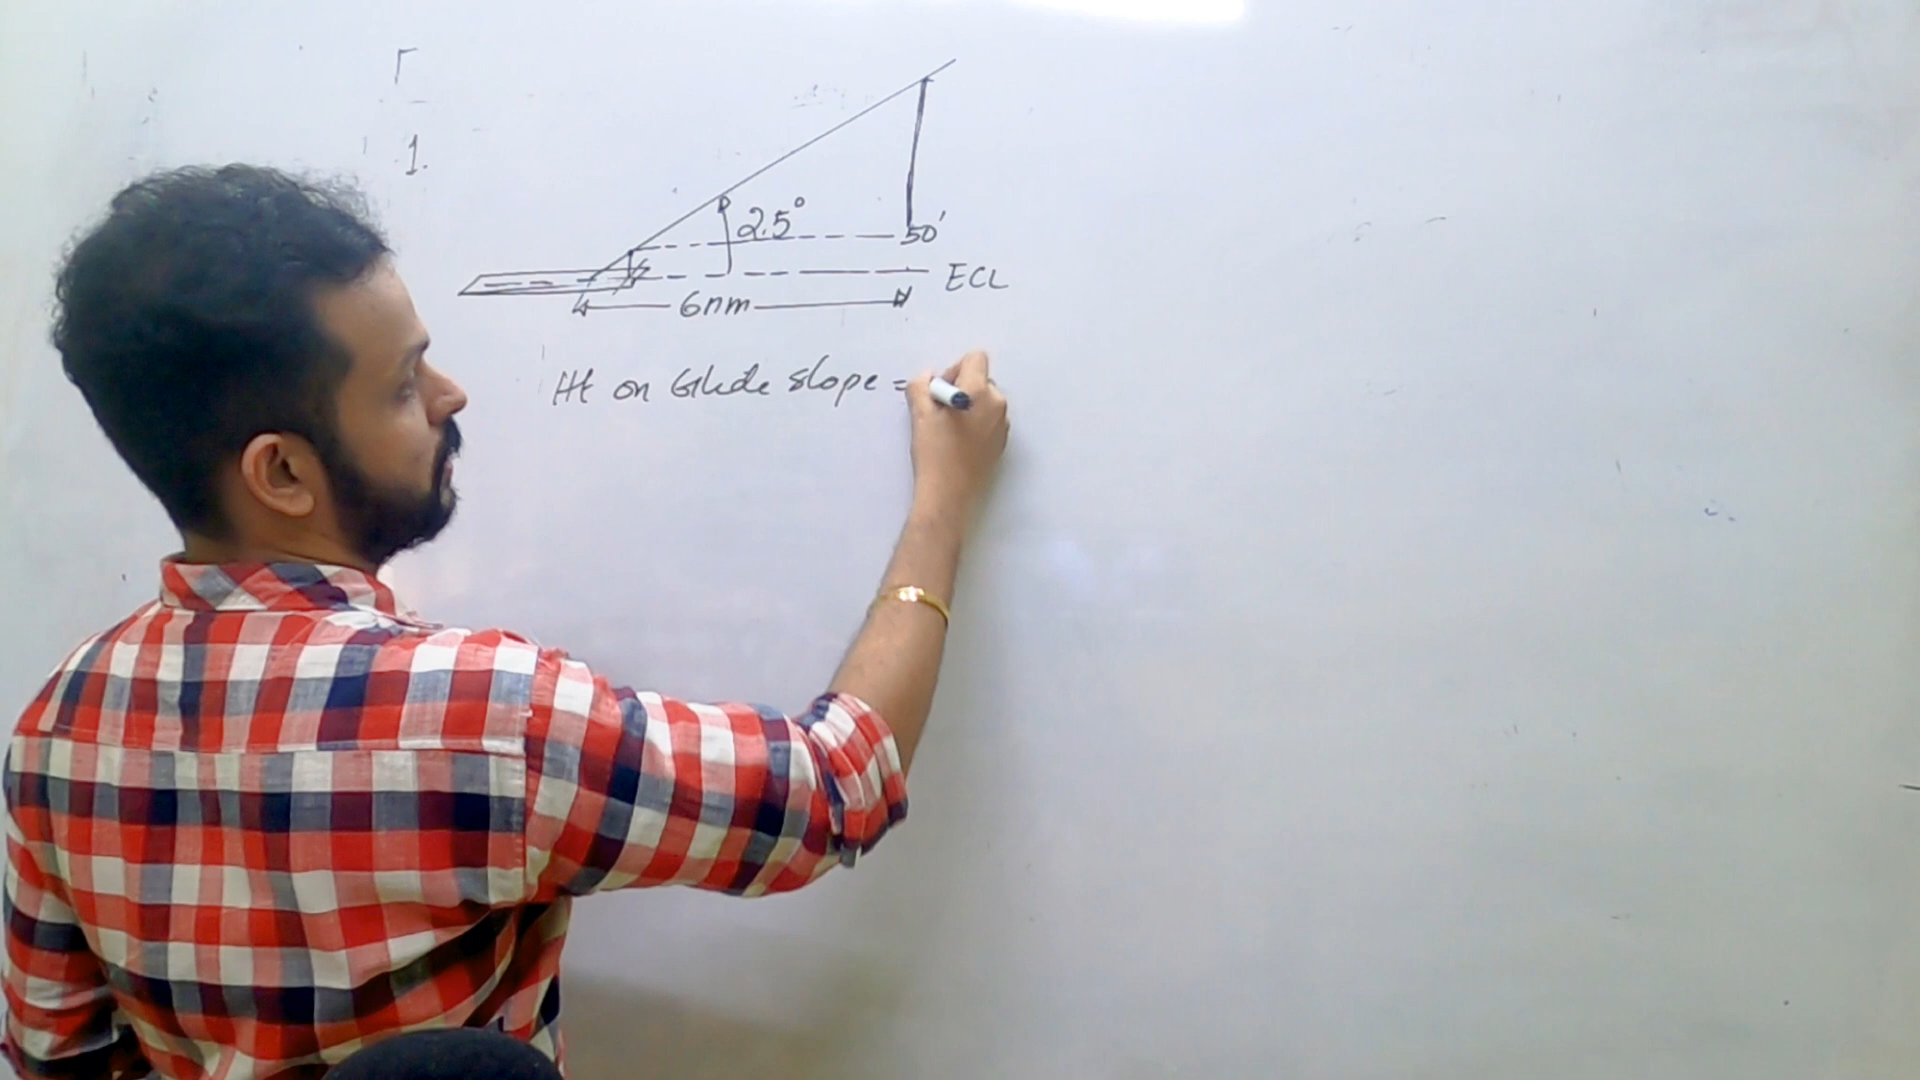 1.
2.5°
50'
ECL
6nm
Ht on Glide slope =